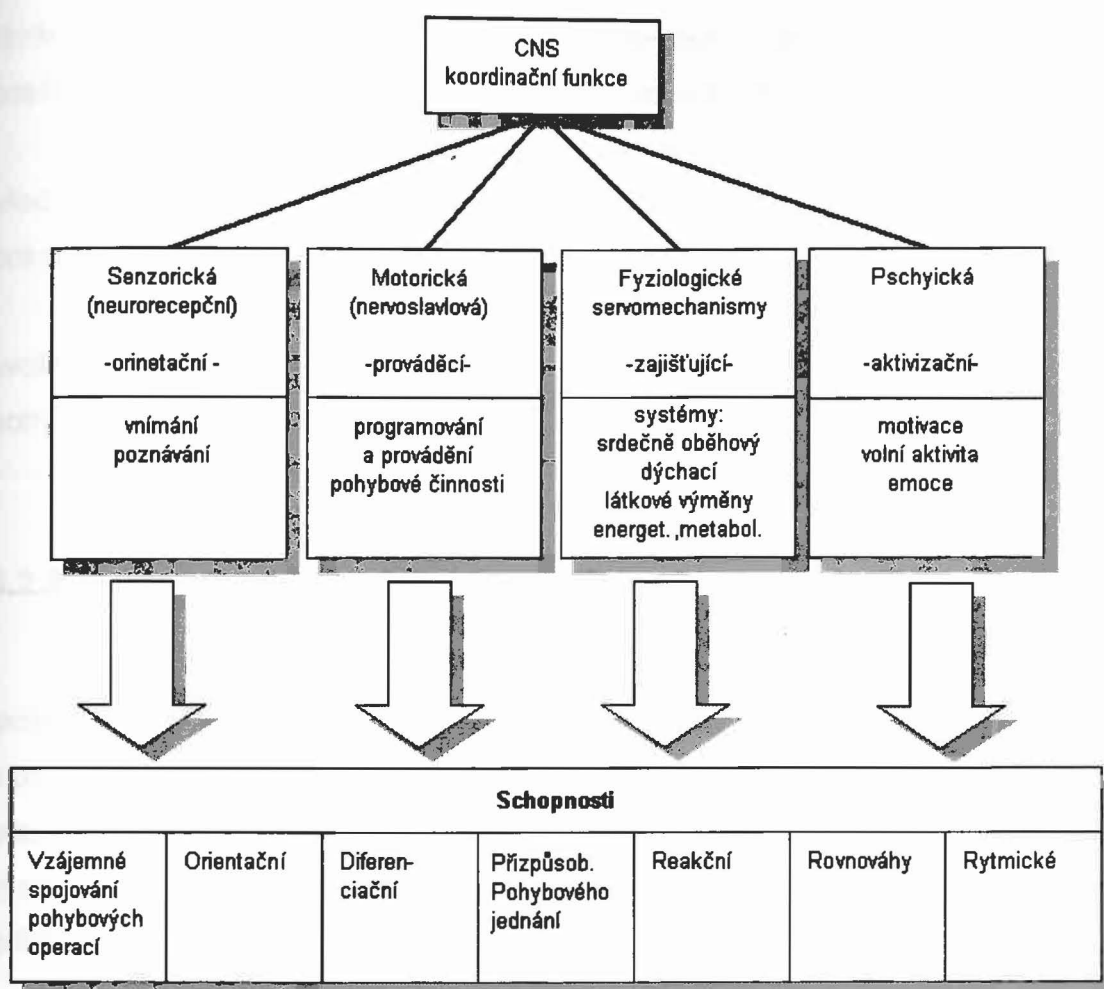 CNS
koordinační funkce
Senzorická
(neurorecepční)
-orinetační -
vnímání
poznávání
Motorická
(nervoslavlová)
-prováděcí-
programování
a provádění
pohybové činnosti
Fyziologické
servomechanismy
-zajišťující-
systémy:
srdečně oběhový
dýchací
látkové výměny
energet. ,metabol.
Pschyická
-aktivizační-
motivace
volní aktivita
emoce
Schopnosti
Vzájemné
spojování
pohybových
operací
Orientační
Diferen-
ciační
Přizpůsob.
Pohybového
jednání
Reakční
Rovnováhy
Rytmické